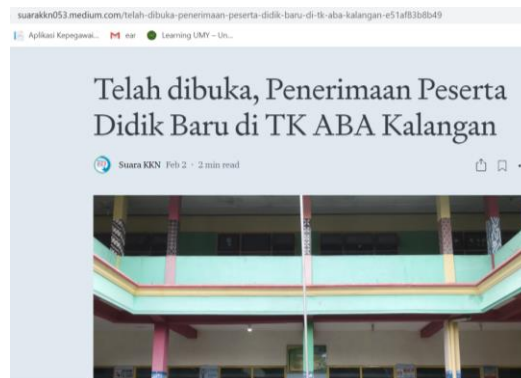 suarakkn053.medium.com/telah-dibuka-penerimaan-peserta-didik-baru-di-tk-aba-kalangan-e51af83b8b49
Aplikasi Kepegawai... ear Learning UMY – Un...
Telah dibuka, Penerimaan Peserta
Didik Baru di TK ABA Kalangan
Suara KKN Feb 2 · 2 min read